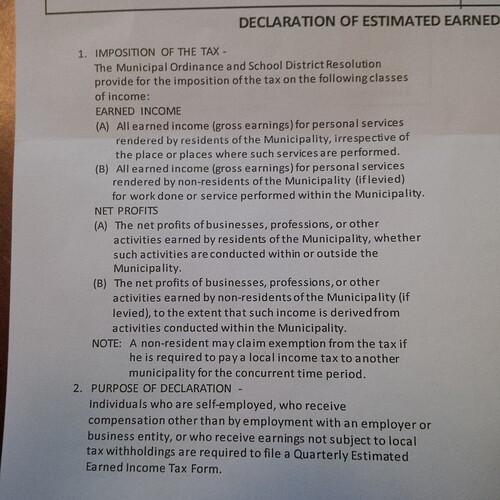 DECLARATION OF ESTIMATED EARNED
1. IMPOSITION OF THE TAX -
The Municipal Ordinance and School District Resolution
provide for the imposition of the tax on the following classes
of income:
EARNED INCOME
(A) All earned income (gross earnings) for personal services
rendered by residents of the Municipality, irrespective of
the place or places where such services are performed.
(B) All earned income (gross earnings) for personal services
rendered by non-residents of the Municipality (if levied)
for work done or service performed within the Municipality.
NET PROFITS
(A) The net profits of businesses, professions, or other
activities earned by residents of the Municipality, whether
such activities are conducted within or outside the
Municipality.
(B) The net profits of businesses, professions, or other
activities earned by non-residents of the Municipality (if
levied), to the extent that such income is derived from
activities conducted within the Municipality.
NOTE: A non-resident may claim exemption from the tax if
he is required to pay a local income tax to another
municipality for the concurrent time period.
2. PURPOSE OF DECLARATION -
Individuals who are self-employed, who receive
compensation other than by employment with an employer or
business entity, or who receive earnings not subject to local
tax withholdings are required to file a Quarterly Estimated
Earned Income Tax Form.